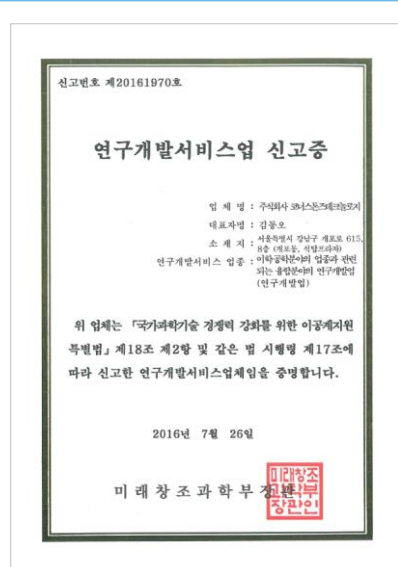 신고번호 제20161970호
연구개발서비스업 신고증
업 체 명 : 주식회사 코너스톤즈테크놀로지
대표자명 : 김동오
소 재 지 : 서울특별시 강남구 개포로 615,
8층 (개포동, 석탑프라자)
연구개발서비스 업종 : 이학·공학분야의 업종과 관련
되는 융합분야의 연구개발업
(연구개발업)
위 업체는 「국가과학기술 경쟁력 강화를 위한 이공계지원
특별법」 제18조 제2항 및 같은 법 시행령 제17조에
따라 신고한 연구개발서비스업체임을 증명합니다.
2016년 7월 26일
미 래 창 조 과 학 부 장 관
미래창조
과학부
장관인